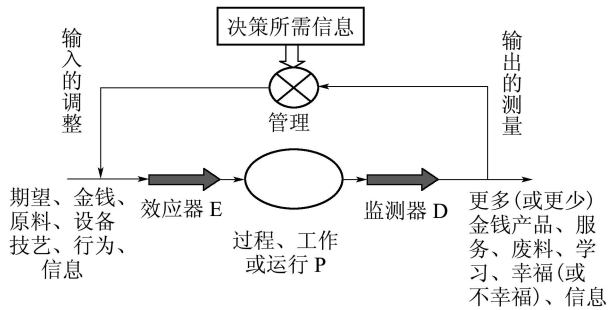 决策所需信息
输入的调整
输出的测量
管理
期望、金钱、
原料、设备
技艺、行为、
信息
效应器 E
过程、工作
或运行 P
监测器 D
更多(或更少)
金钱产品、服
务、废料、学
习、幸福(或
不幸福)、信息